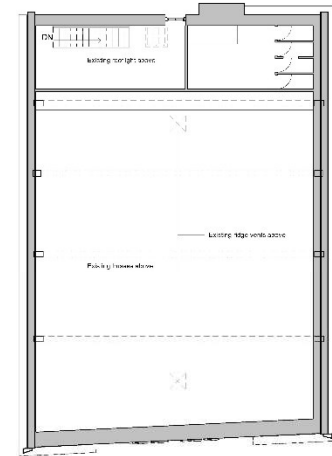 DN
Existing rooflight above
Existing ridge vents above
Existing trusses above